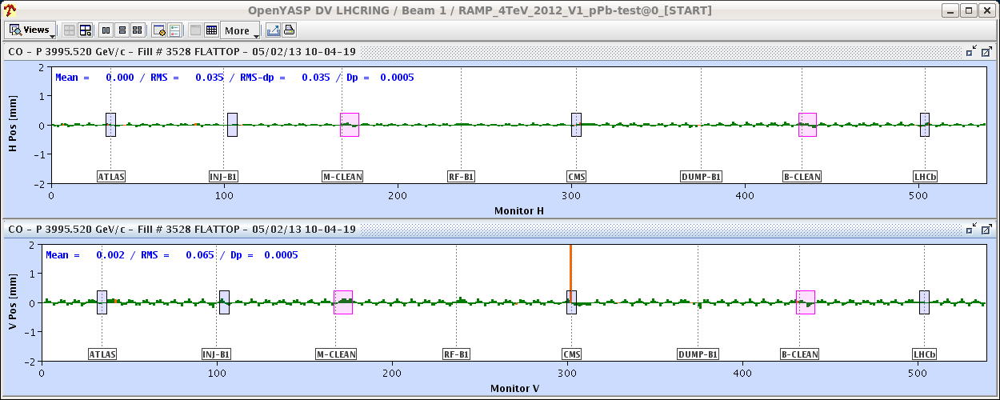 OpenYASP DV LHCRING / Beam 1 / RAMP_4TeV_2012_V1_pPb-test@0_[START]
Views More
CO - P 3995.520 GeV/c - Fill # 3528 FLATTOP - 05/02/13 10-04-19
Mean = 0.000 / RMS = 0.035 / RMS-dp = 0.035 / Dp = 0.0005
H Pos [mm]
2
1
0
-1
-2
ATLAS INJ-B1 M-CLEAN RF-B1 CMS DUMP-B1 B-CLEAN LHCb
0 100 200 300 400 500
Monitor H
CO - P 3995.520 GeV/c - Fill # 3528 FLATTOP - 05/02/13 10-04-19
Mean = 0.002 / RMS = 0.065 / Dp = 0.0005
V Pos [mm]
2
1
0
-1
-2
ATLAS INJ-B1 M-CLEAN RF-B1 CMS DUMP-B1 B-CLEAN LHCb
0 100 200 300 400 500
Monitor V